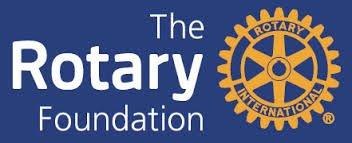 The
Rotary
Foundation
ROTARY
INTERNATIONAL
®